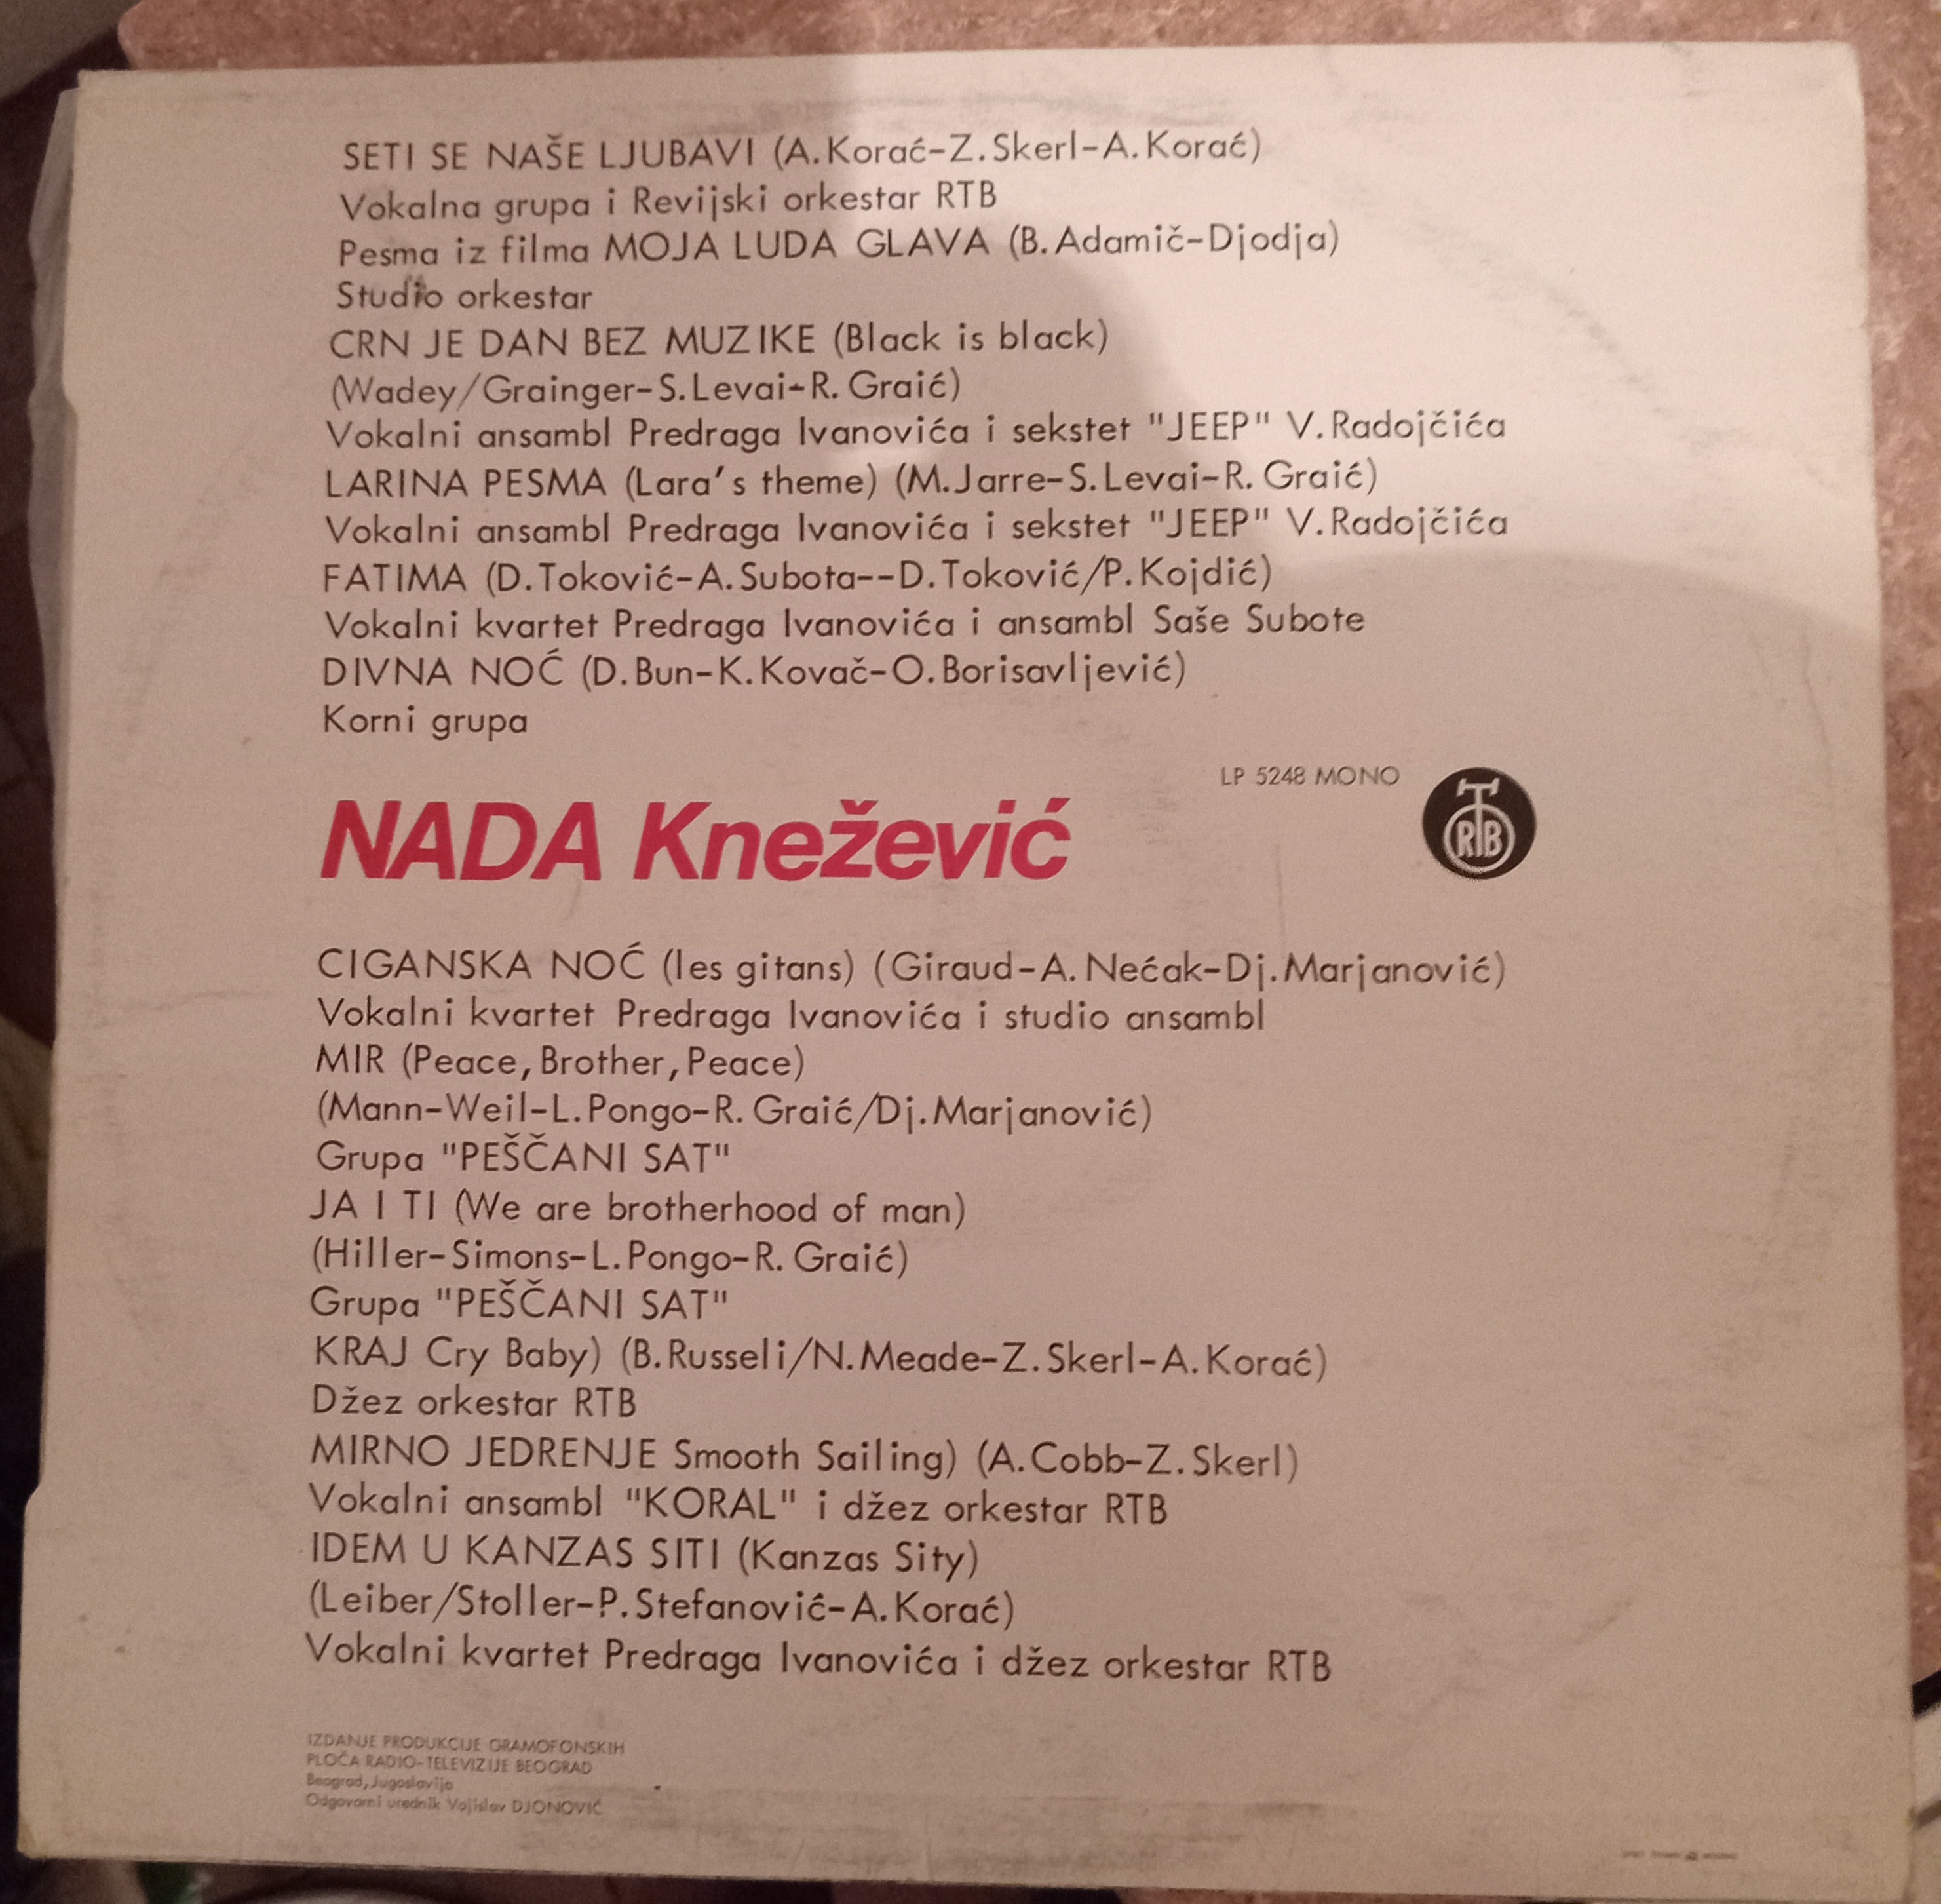 SETI SE NAŠE LJUBAVI (A.Korać-Z.Skerl-A.Korać)
Vokalna grupa i Revijski orkestar RTB
Pesma iz filma MOJA LUDA GLAVA (B.Adamič-Djodja)
Studio orkestar
CRN JE DAN BEZ MUZIKE (Black is black)
(Wadey/Grainger-S.Levai-R. Graić)
Vokalni ansambl Predraga Ivanovića i sekstet "JEEP" V.Radojčića
LARINA PESMA (Lara's theme) (M.Jarre-S.Levai-R. Graić)
Vokalni ansambl Predraga Ivanovića i sekstet "JEEP" V.Radojčića
FATIMA (D.Toković-A.Subota--D.Toković/P.Kojdić)
Vokalni kvartet Predraga Ivanovića i ansambl Saše Subote
DIVNA NOĆ (D.Bun-K.Kovač-O.Borisavljević)
Korni grupa
LP 5248 MONO
RTB
NADA Knežević
CIGANSKA NOĆ (les gitans) (Giraud-A. Nećak-Dj.Marjanović)
Vokalni kvartet Predraga Ivanovića i studio ansambl
MIR (Peace,Brother,Peace)
(Mann-Weil-L.Pongo-R. Graić/Dj.Marjanović)
Grupa "PEŠČANI SAT"
JA I TI (We are brotherhood of man)
(Hiller-Simons-L.Pongo-R. Graić)
Grupa "PEŠČANI SAT"
KRAJ Cry Baby) (B.Russeli/N.Meade-Z.Skerl-A.Korać)
Džez orkestar RTB
MIRNO JEDRENJE Smooth Sailing) (A.Cobb-Z.Skerl)
Vokalni ansambl "KORAL" i džez orkestar RTB
IDEM U KANZAS SITI (Kanzas Sity)
(Leiber/Stoller-P.Stefanović-A.Korać)
Vokalni kvartet Predraga Ivanovića i džez orkestar RTB
IZDANJE PRODUKCIJE GRAMOFONSKIH
PLOČA RADIO-TELEVIZIJE BEOGRAD
Beograd,Jugoslavija
Odgovorni urednik Vojislav DJONOVIĆ